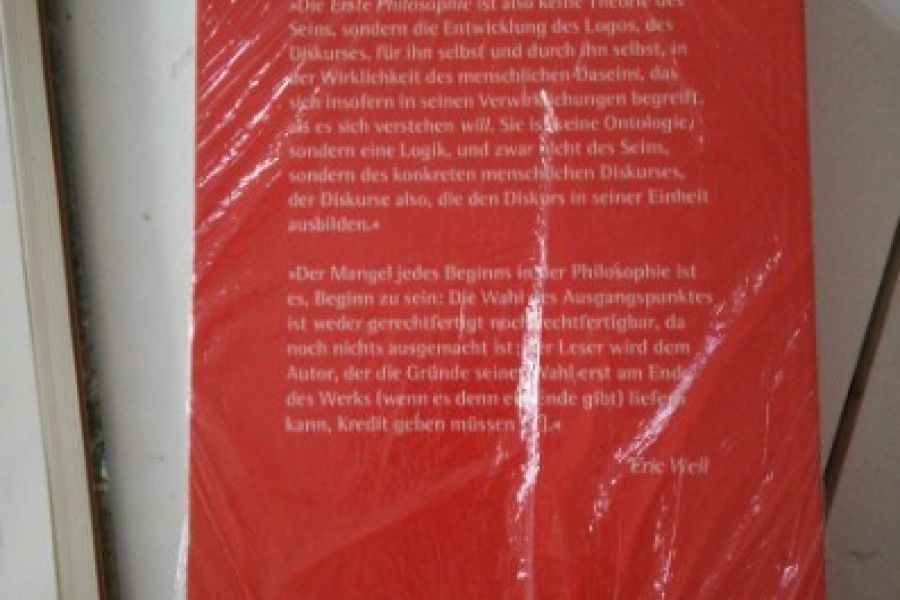 »Die Erste Philosophie ist also keine Theorie des
Seins, sondern die Entwicklung des Logos, des
Diskurses, für ihn selbst und durch ihn selbst, in
der Wirklichkeit des menschlichen Daseins, das
sich insofern in seinen Verwirklichungen begreift,
als es sich verstehen will. Sie ist keine Ontologie,
sondern eine Logik, und zwar nicht des Seins,
sondern des konkreten menschlichen Diskurses,
der Diskurse also, die den Diskurs in seiner Einheit
ausbilden.«
»Der Mangel jedes Beginns in der Philosophie ist
es, Beginn zu sein: Die Wahl des Ausgangspunktes
ist weder gerechtfertigt noch rechtfertigbar, da
noch nichts ausgemacht ist: der Leser wird dem
Autor, der die Gründe seiner Wahl erst am Ende
des Werks (wenn es denn ein Ende gibt) liefern
kann, Kredit geben müssen […].«
Eric Weil